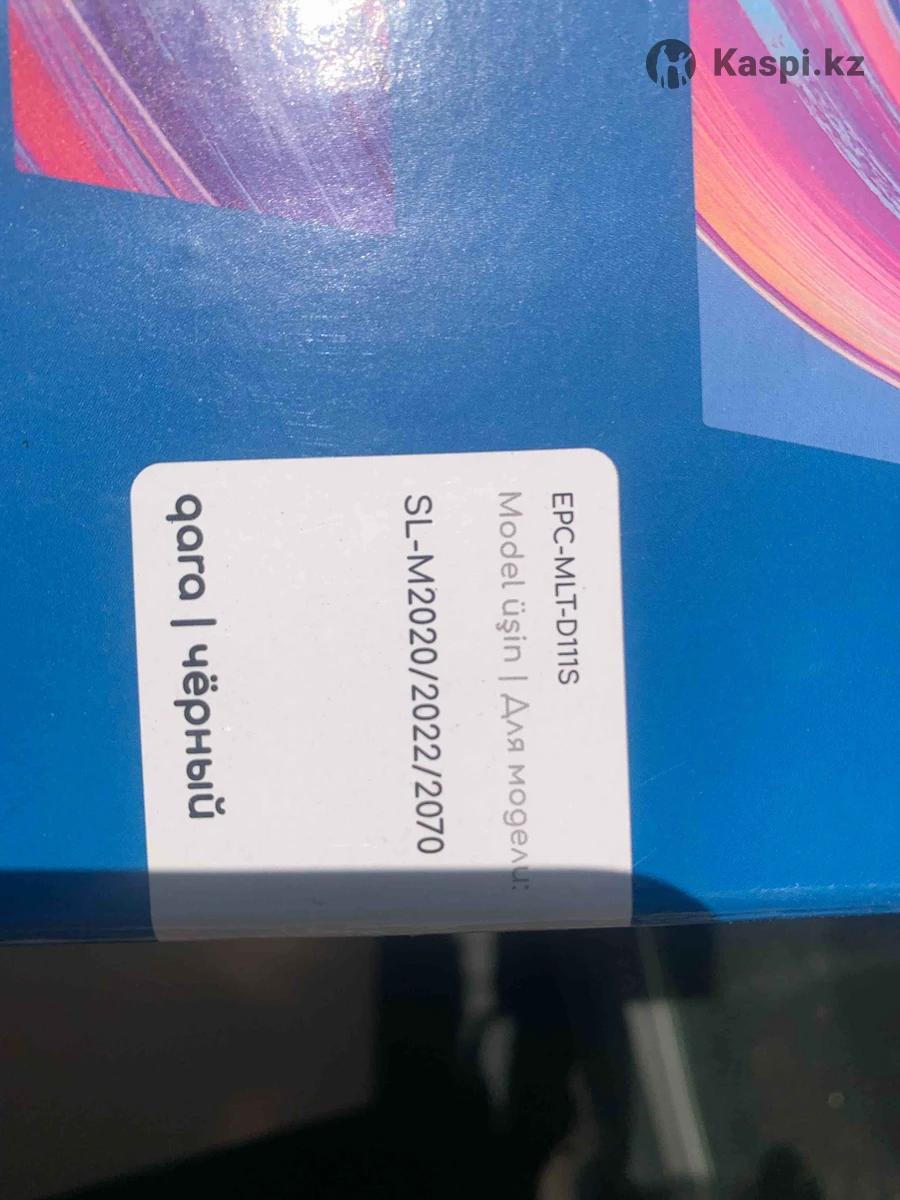 Kaspi.kz
EPC-MLT-D111S
Model üşin | Для модели:
SL-M2020/2022/2070
qara | чёрный